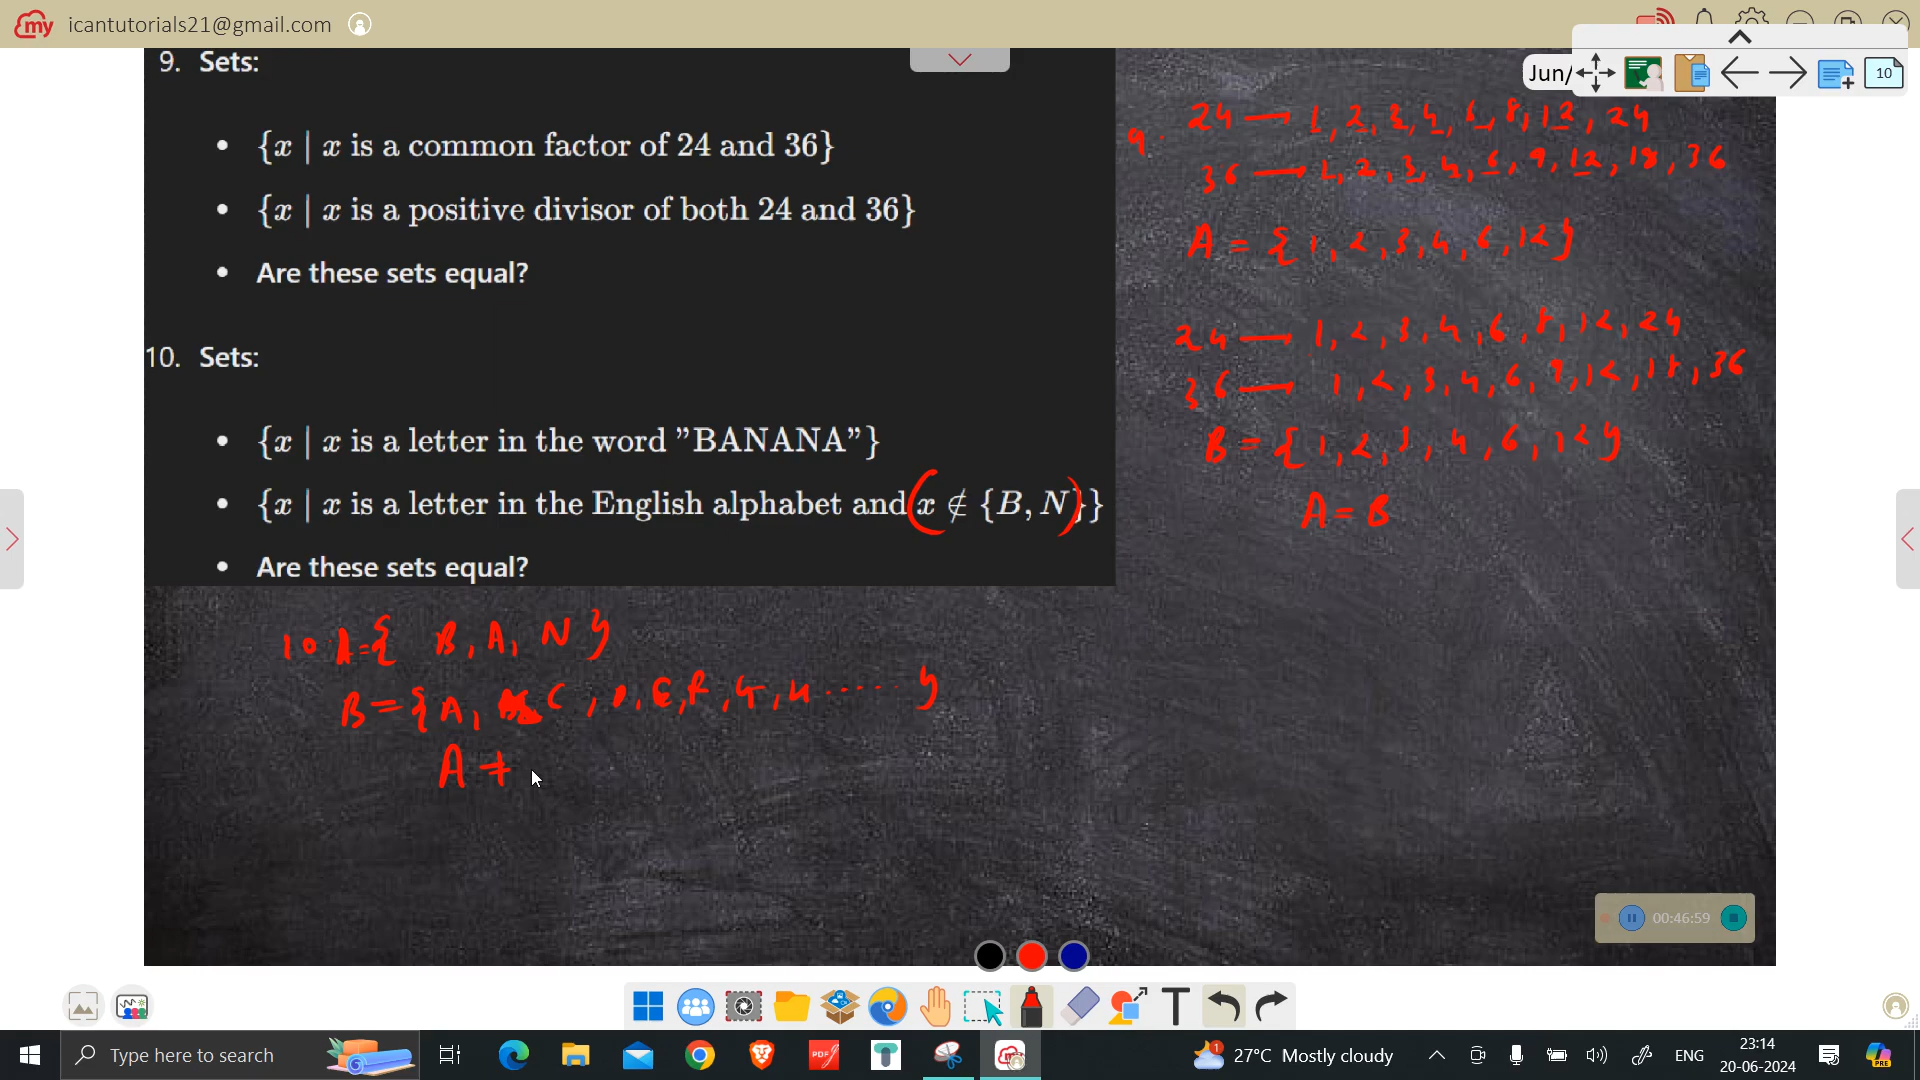 icantutorials21@gmail.com
Jun/
10
9. Sets:
{x | x is a common factor of 24 and 36}
{x | x is a positive divisor of both 24 and 36}
Are these sets equal?
10. Sets:
{x | x is a letter in the word ”BANANA”}
{x | x is a letter in the English alphabet and x ∉ {B, N}}
Are these sets equal?
10. A={ B, A, N }
B={A, C, D, E, F, G, H ...... }
A ≠
9. 24 → 1, 2, 3, 4, 6, 8, 12, 24
36 → 1, 2, 3, 4, 6, 9, 12, 18, 36
A = { 1, 2, 3, 4, 6, 12 }
24 — 1, 2, 3, 4, 6, 8, 12, 24
36 — 1, 2, 3, 4, 6, 9, 12, 18, 36
B = { 1, 2, 3, 4, 6, 12 }
A = B
00:46:59
Type here to search
27°C Mostly cloudy
ENG
23:14
20-06-2024